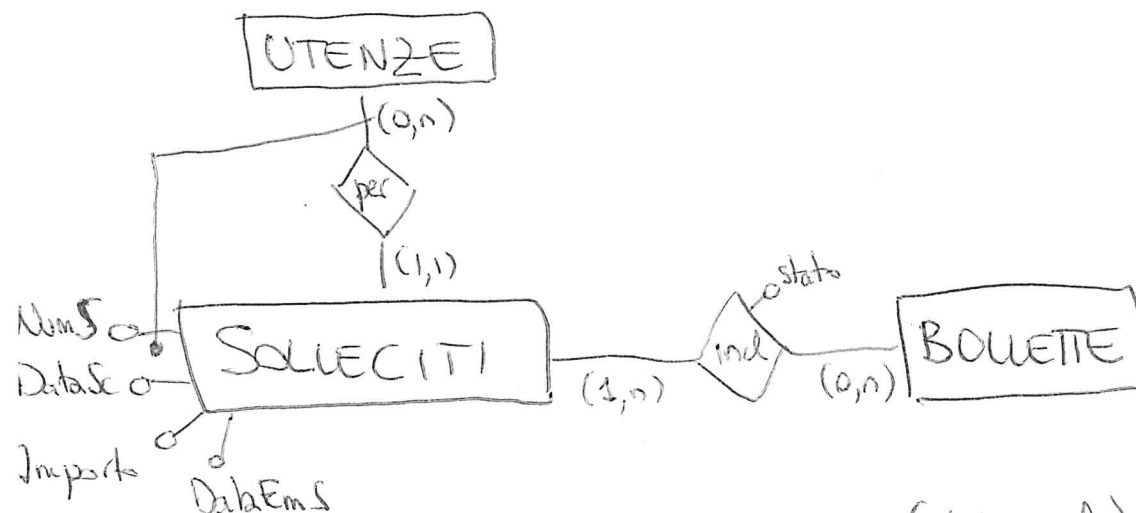 UTENZE
(0,n)
per
(1,1)
stato
NumS
SOLLECITI
incl
BOLLETTE
DataSc
(1,n)
(0,n)
Importo
DataEmS